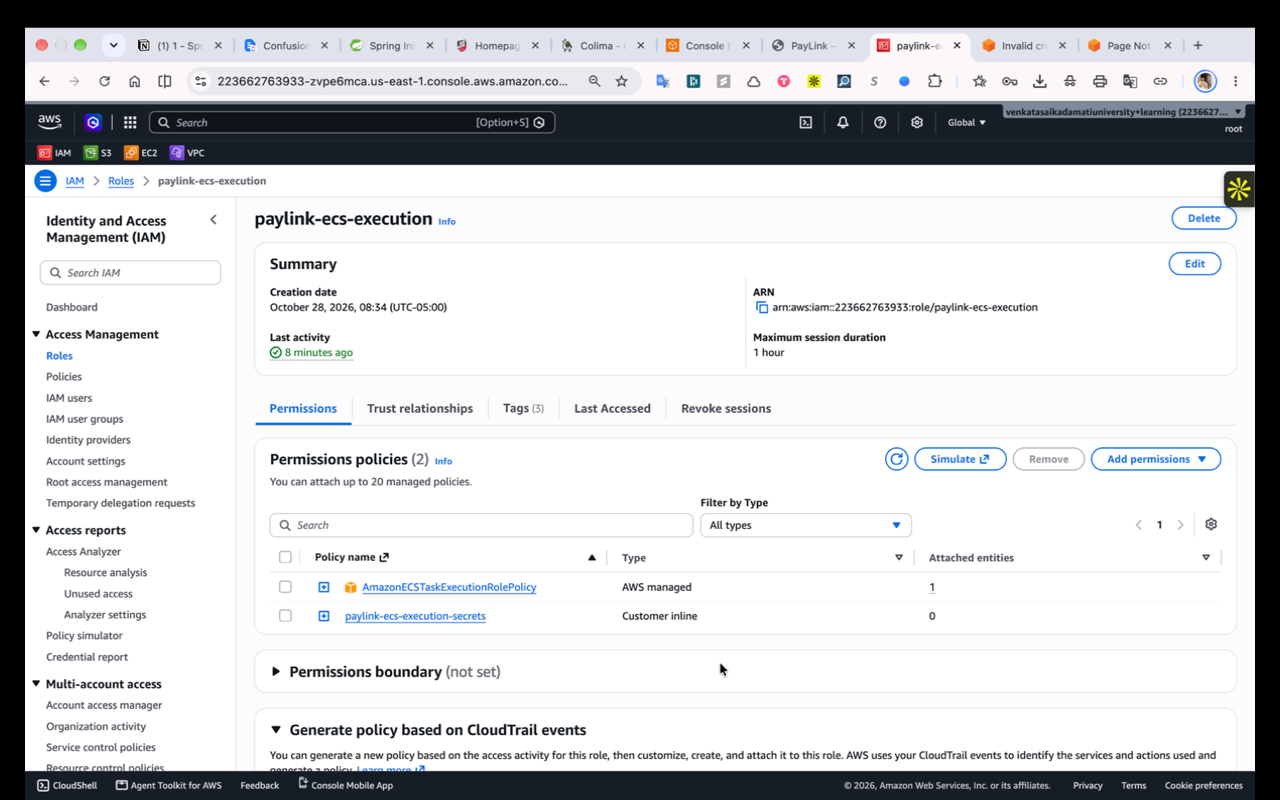 (1) 1 - Spr
Confusion
Spring Ini
Homepag
Colima -
Console H
PayLink –
paylink-e
Invalid cr
Page Not
223662763933-zvpe6mca.us-east-1.console.aws.amazon.co...
aws
Search
[Option+S]
Global
venkatasaikadamatiuniversity+learning (2236627...
root
IAM
S3
EC2
VPC
IAM > Roles > paylink-ecs-execution
Identity and Access
Management (IAM)
Search IAM
Dashboard
Access Management
Roles
Policies
IAM users
IAM user groups
Identity providers
Account settings
Root access management
Temporary delegation requests
Access reports
Access Analyzer
Resource analysis
Unused access
Analyzer settings
Policy simulator
Credential report
Multi-account access
Account access manager
Organization activity
Service control policies
Resource control policies
paylink-ecs-execution Info
Delete
Summary
Edit
Creation date
October 28, 2026, 08:34 (UTC-05:00)
ARN
arn:aws:iam::223662763933:role/paylink-ecs-execution
Last activity
8 minutes ago
Maximum session duration
1 hour
Permissions
Trust relationships
Tags (3)
Last Accessed
Revoke sessions
Permissions policies (2) Info
Simulate
Remove
Add permissions
You can attach up to 20 managed policies.
Filter by Type
Search
All types
1
Policy name
Type
Attached entities
AmazonECSTaskExecutionRolePolicy
AWS managed
1
paylink-ecs-execution-secrets
Customer inline
0
Permissions boundary (not set)
Generate policy based on CloudTrail events
You can generate a new policy based on the access activity for this role, then customize, create, and attach it to this role. AWS uses your CloudTrail events to identify the services and actions used and
generate a policy. Learn more
CloudShell
Agent Toolkit for AWS
Feedback
Console Mobile App
© 2026, Amazon Web Services, Inc. or its affiliates.
Privacy
Terms
Cookie preferences